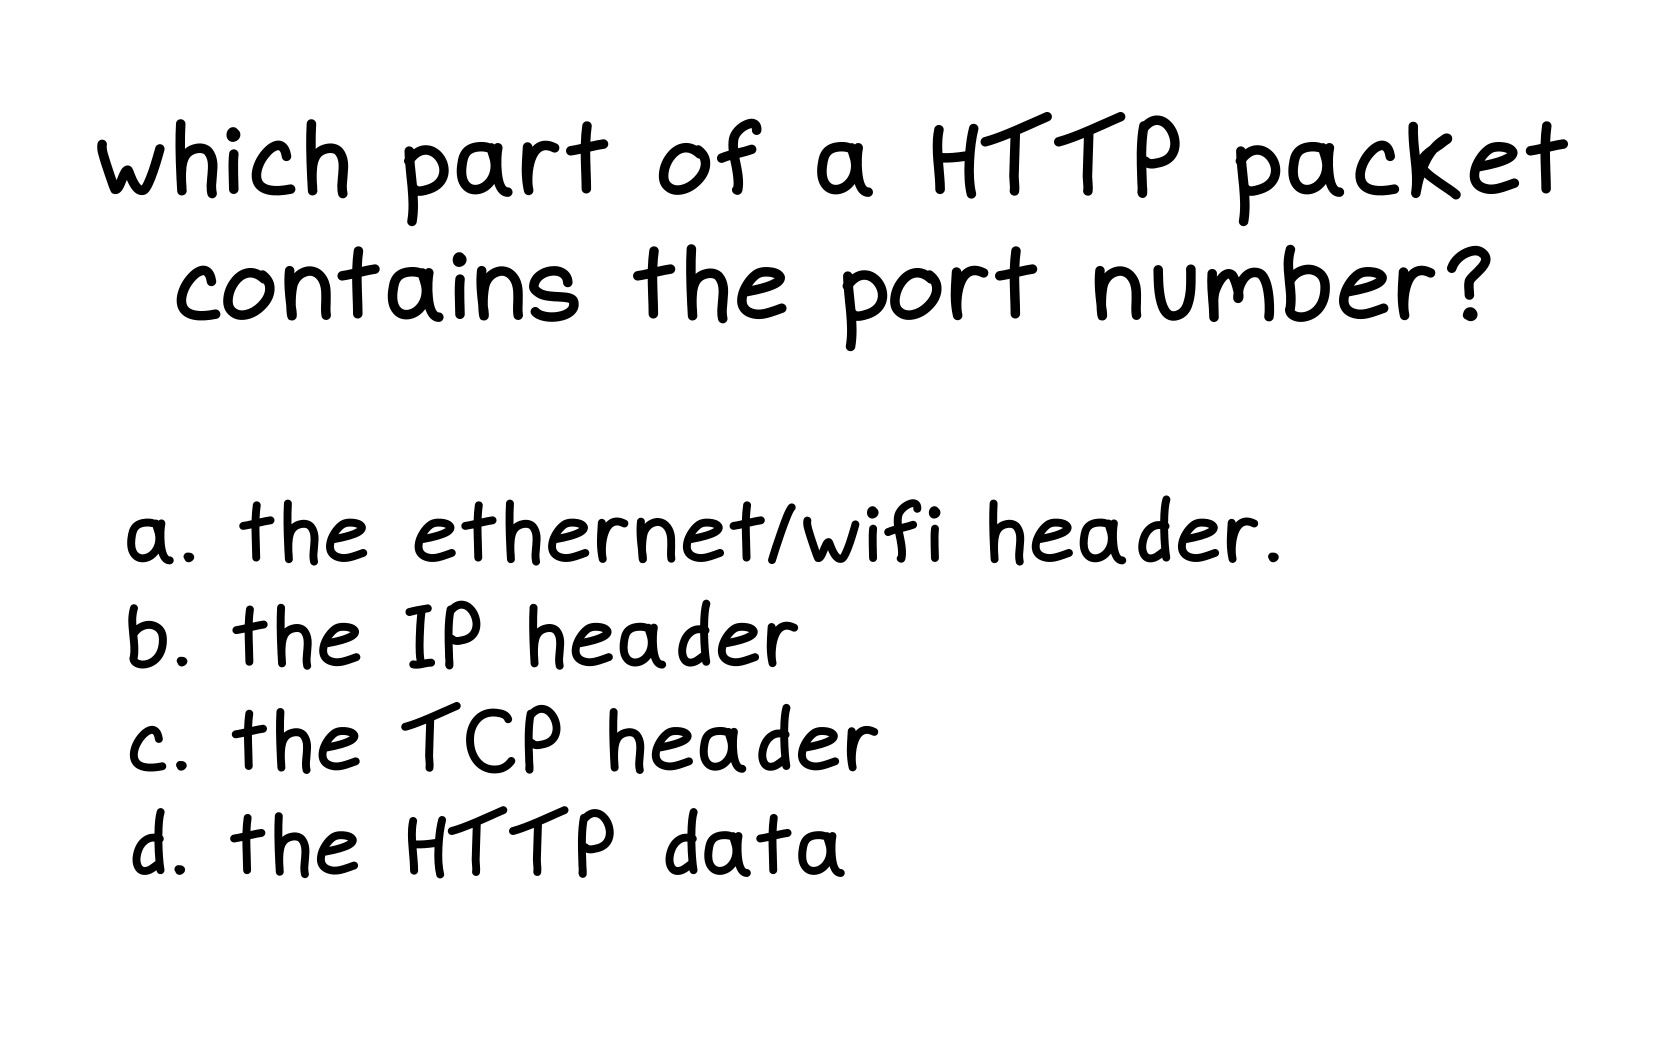 which part of a HTTP packet
contains the port number?
a. the ethernet/wifi header.
b. the IP header
c. the TCP header
d. the HTTP data